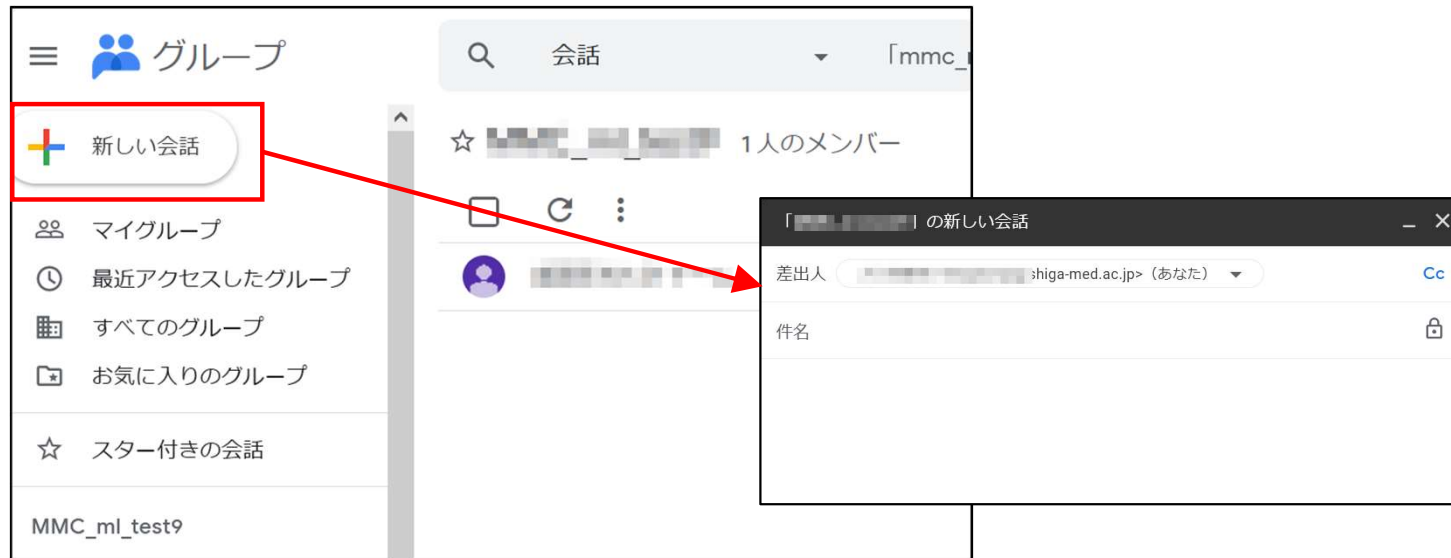 グループ
会話
「mmc_
新しい会話
1人のメンバー
マイグループ
最近アクセスしたグループ
すべてのグループ
お気に入りのグループ
スター付きの会話
MMC_ml_test9
「 」の新しい会話
差出人 shiga-med.ac.jp>（あなた）
Cc
件名